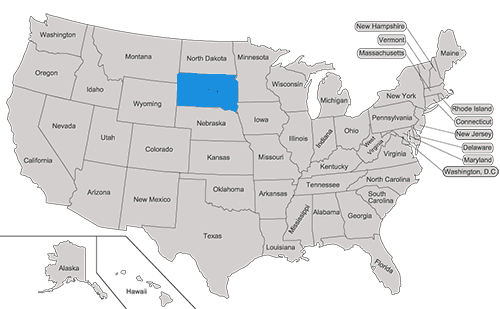 New Hampshire
Vermont
Massachusetts
Washington
Montana
North Dakota
Minnesota
Maine
Oregon
Idaho
Wyoming
Wisconsin
Michigan
New York
Rhode Island
Connecticut
New Jersey
Delaware
Maryland
Washington, D.C
Nevada
Utah
Colorado
Nebraska
Iowa
Illinois
Indiana
Ohio
Pennsylvania
West
Virginia
Virginia
California
Kansas
Missouri
Kentucky
Arizona
New Mexico
Oklahoma
Arkansas
Tennessee
North Carolina
South
Carolina
Texas
Louisiana
Mississippi
Alabama
Georgia
Florida
Alaska
Hawaii